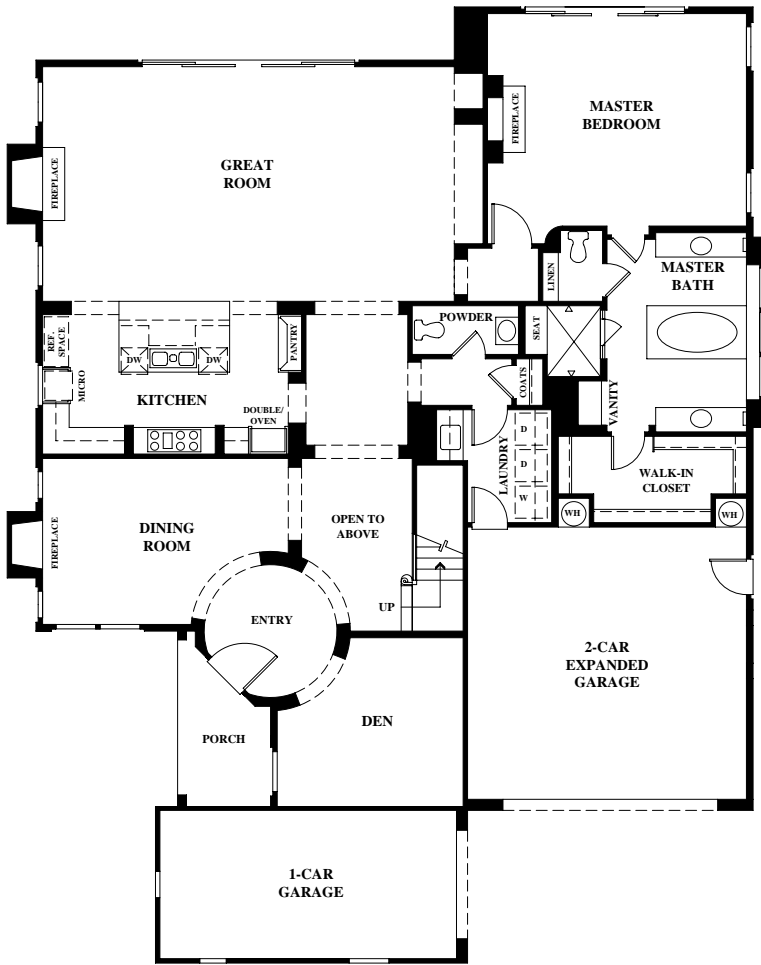 MASTER
BEDROOM
FIREPLACE
GREAT
ROOM
FIREPLACE
LINEN
MASTER
BATH
POWDER
SEAT
REF.
SPACE
DW
DW
PANTRY
MICRO
KITCHEN
DOUBLE/
OVEN
COATS
VANITY
LAUNDRY
D
D
W
WALK-IN
CLOSET
WH
WH
FIREPLACE
DINING
ROOM
OPEN TO
ABOVE
UP
ENTRY
2-CAR
EXPANDED
GARAGE
PORCH
DEN
1-CAR
GARAGE